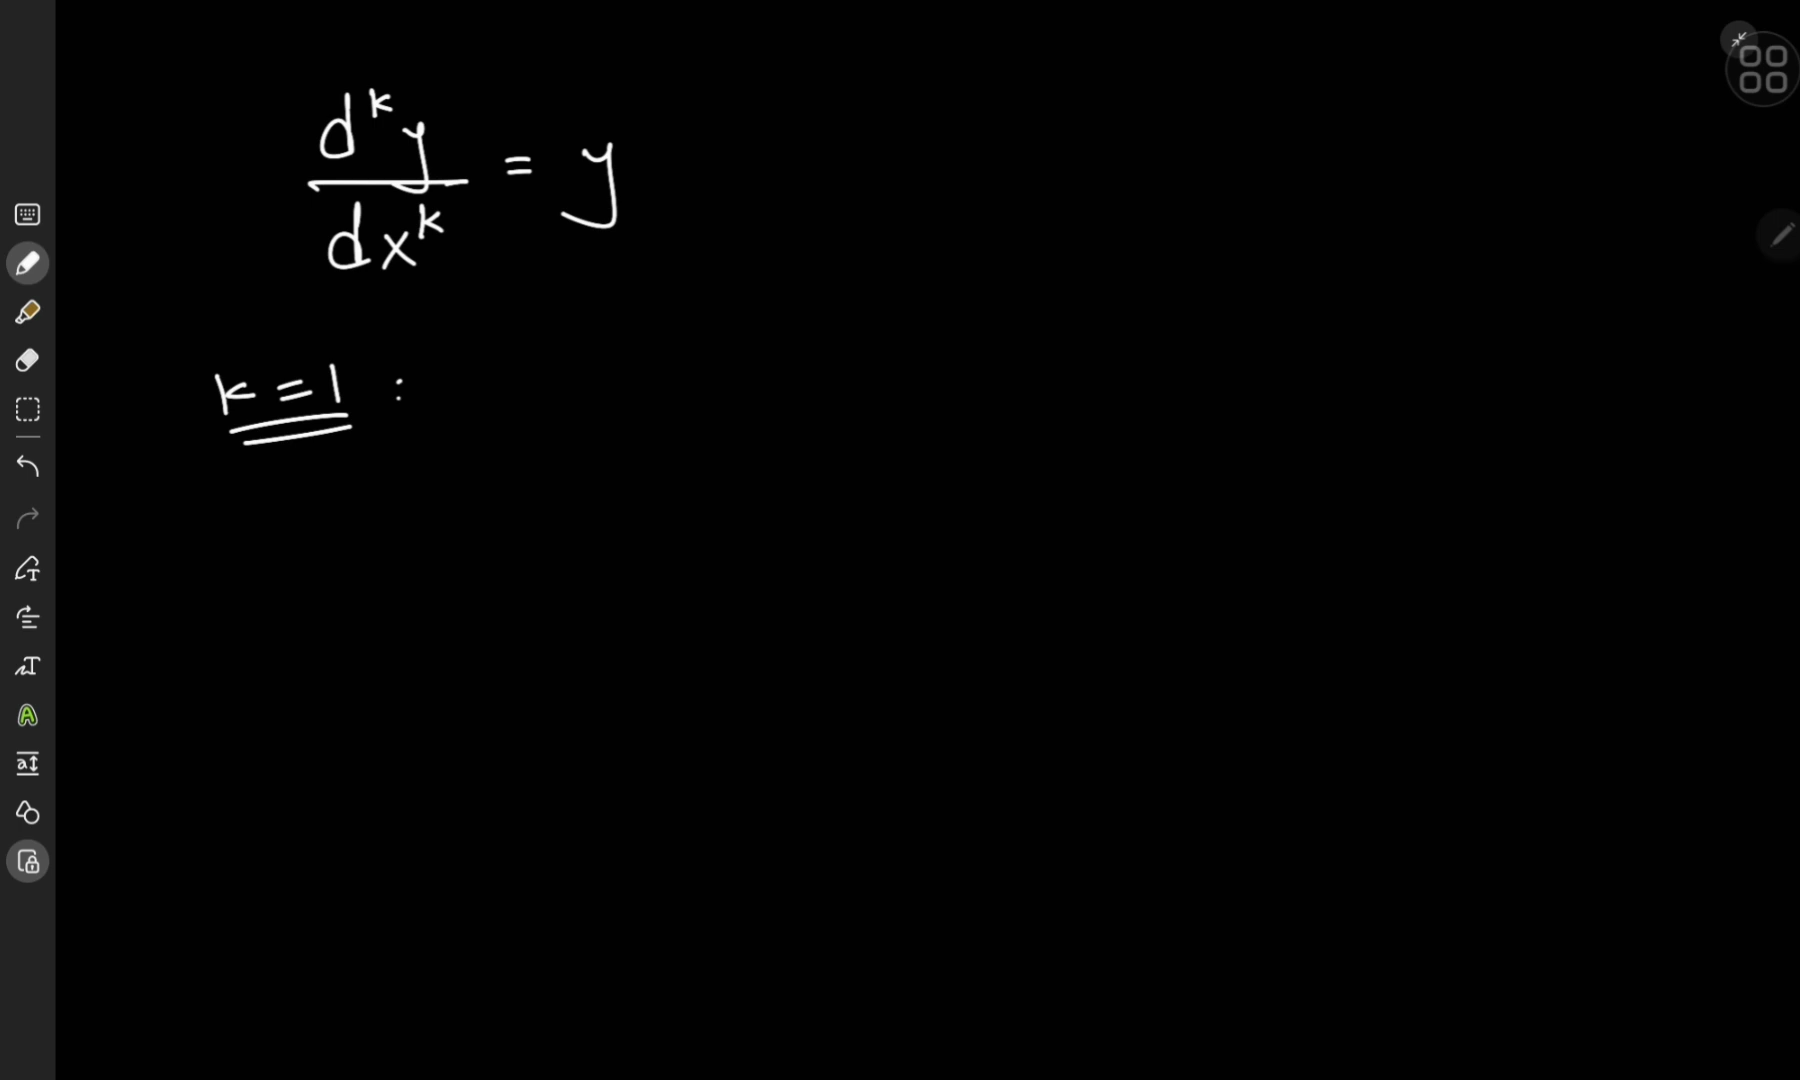 d^k y / dx^k = y
k = 1 :